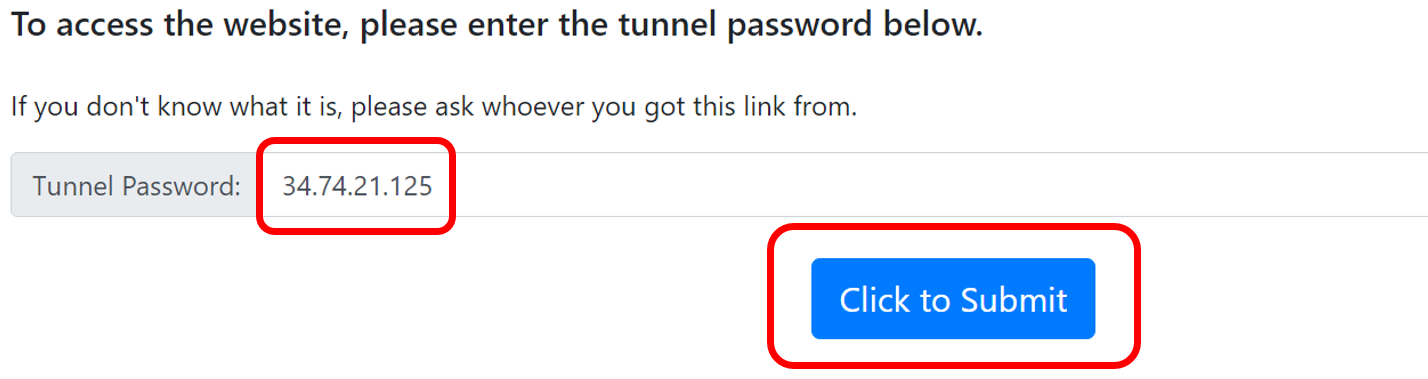 To access the website, please enter the tunnel password below.
If you don't know what it is, please ask whoever you got this link from.
Tunnel Password: 34.74.21.125
Click to Submit